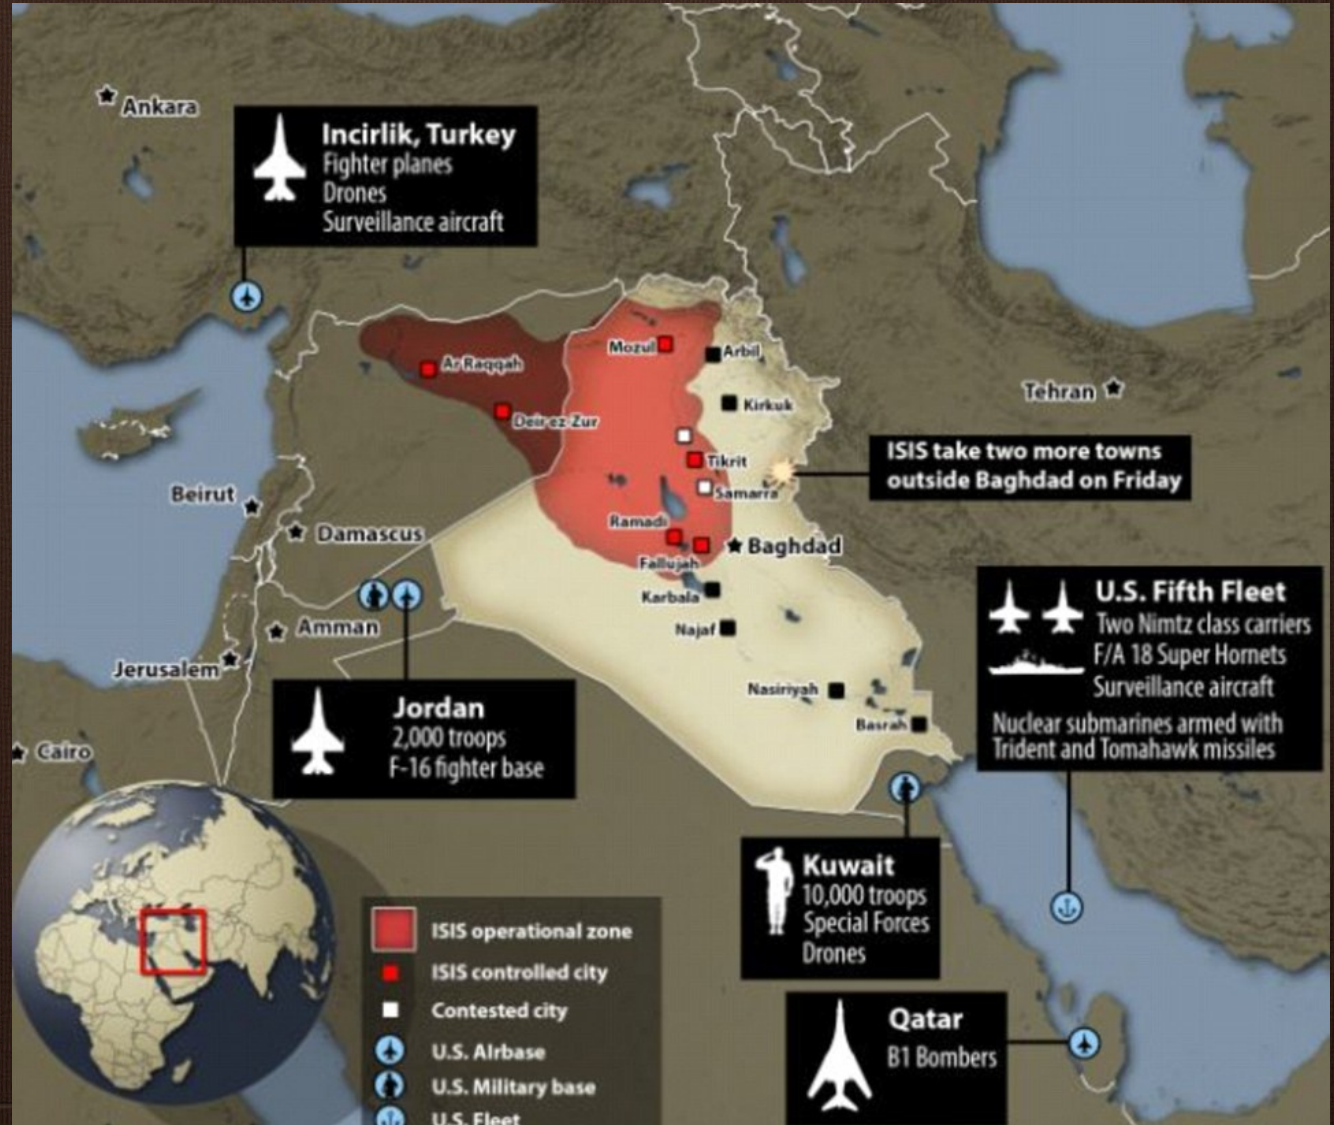 Ankara
Incirlik, Turkey
Fighter planes
Drones
Surveillance aircraft
Mozul
Arbil
Ar Raqqah
Kirkuk
Deir ez-Zur
Tehran
ISIS take two more towns
outside Baghdad on Friday
Tikrit
Samarra
Beirut
Ramadi
Damascus
Baghdad
Fallujah
Karbala
Amman
Najaf
Jerusalem
U.S. Fifth Fleet
Two Nimtz class carriers
F/A 18 Super Hornets
Surveillance aircraft
Nuclear submarines armed with
Trident and Tomahawk missiles
Nasiriyah
Basrah
Jordan
2,000 troops
F-16 fighter base
Cairo
Kuwait
10,000 troops
Special Forces
Drones
Qatar
B1 Bombers
ISIS operational zone
ISIS controlled city
Contested city
U.S. AIrbase
U.S. Military base
U.S. Fleet